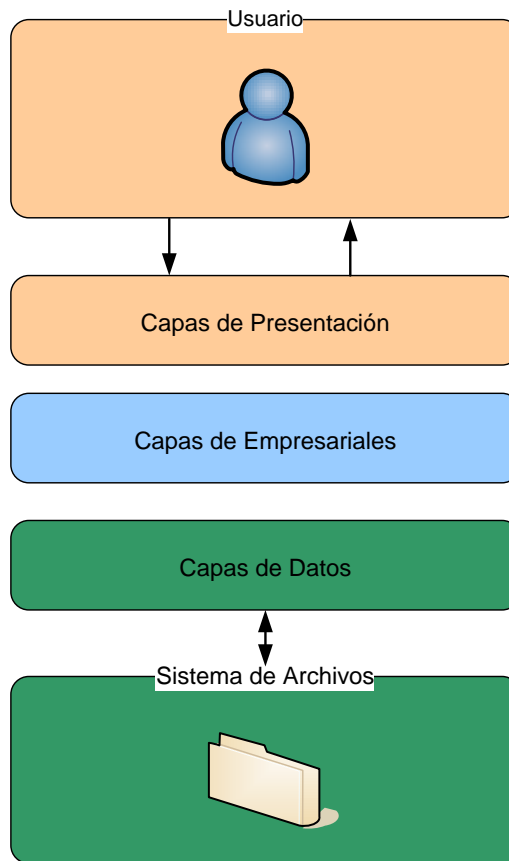 Usuario
Capas de Presentación
Capas de Empresariales
Capas de Datos
Sistema de Archivos